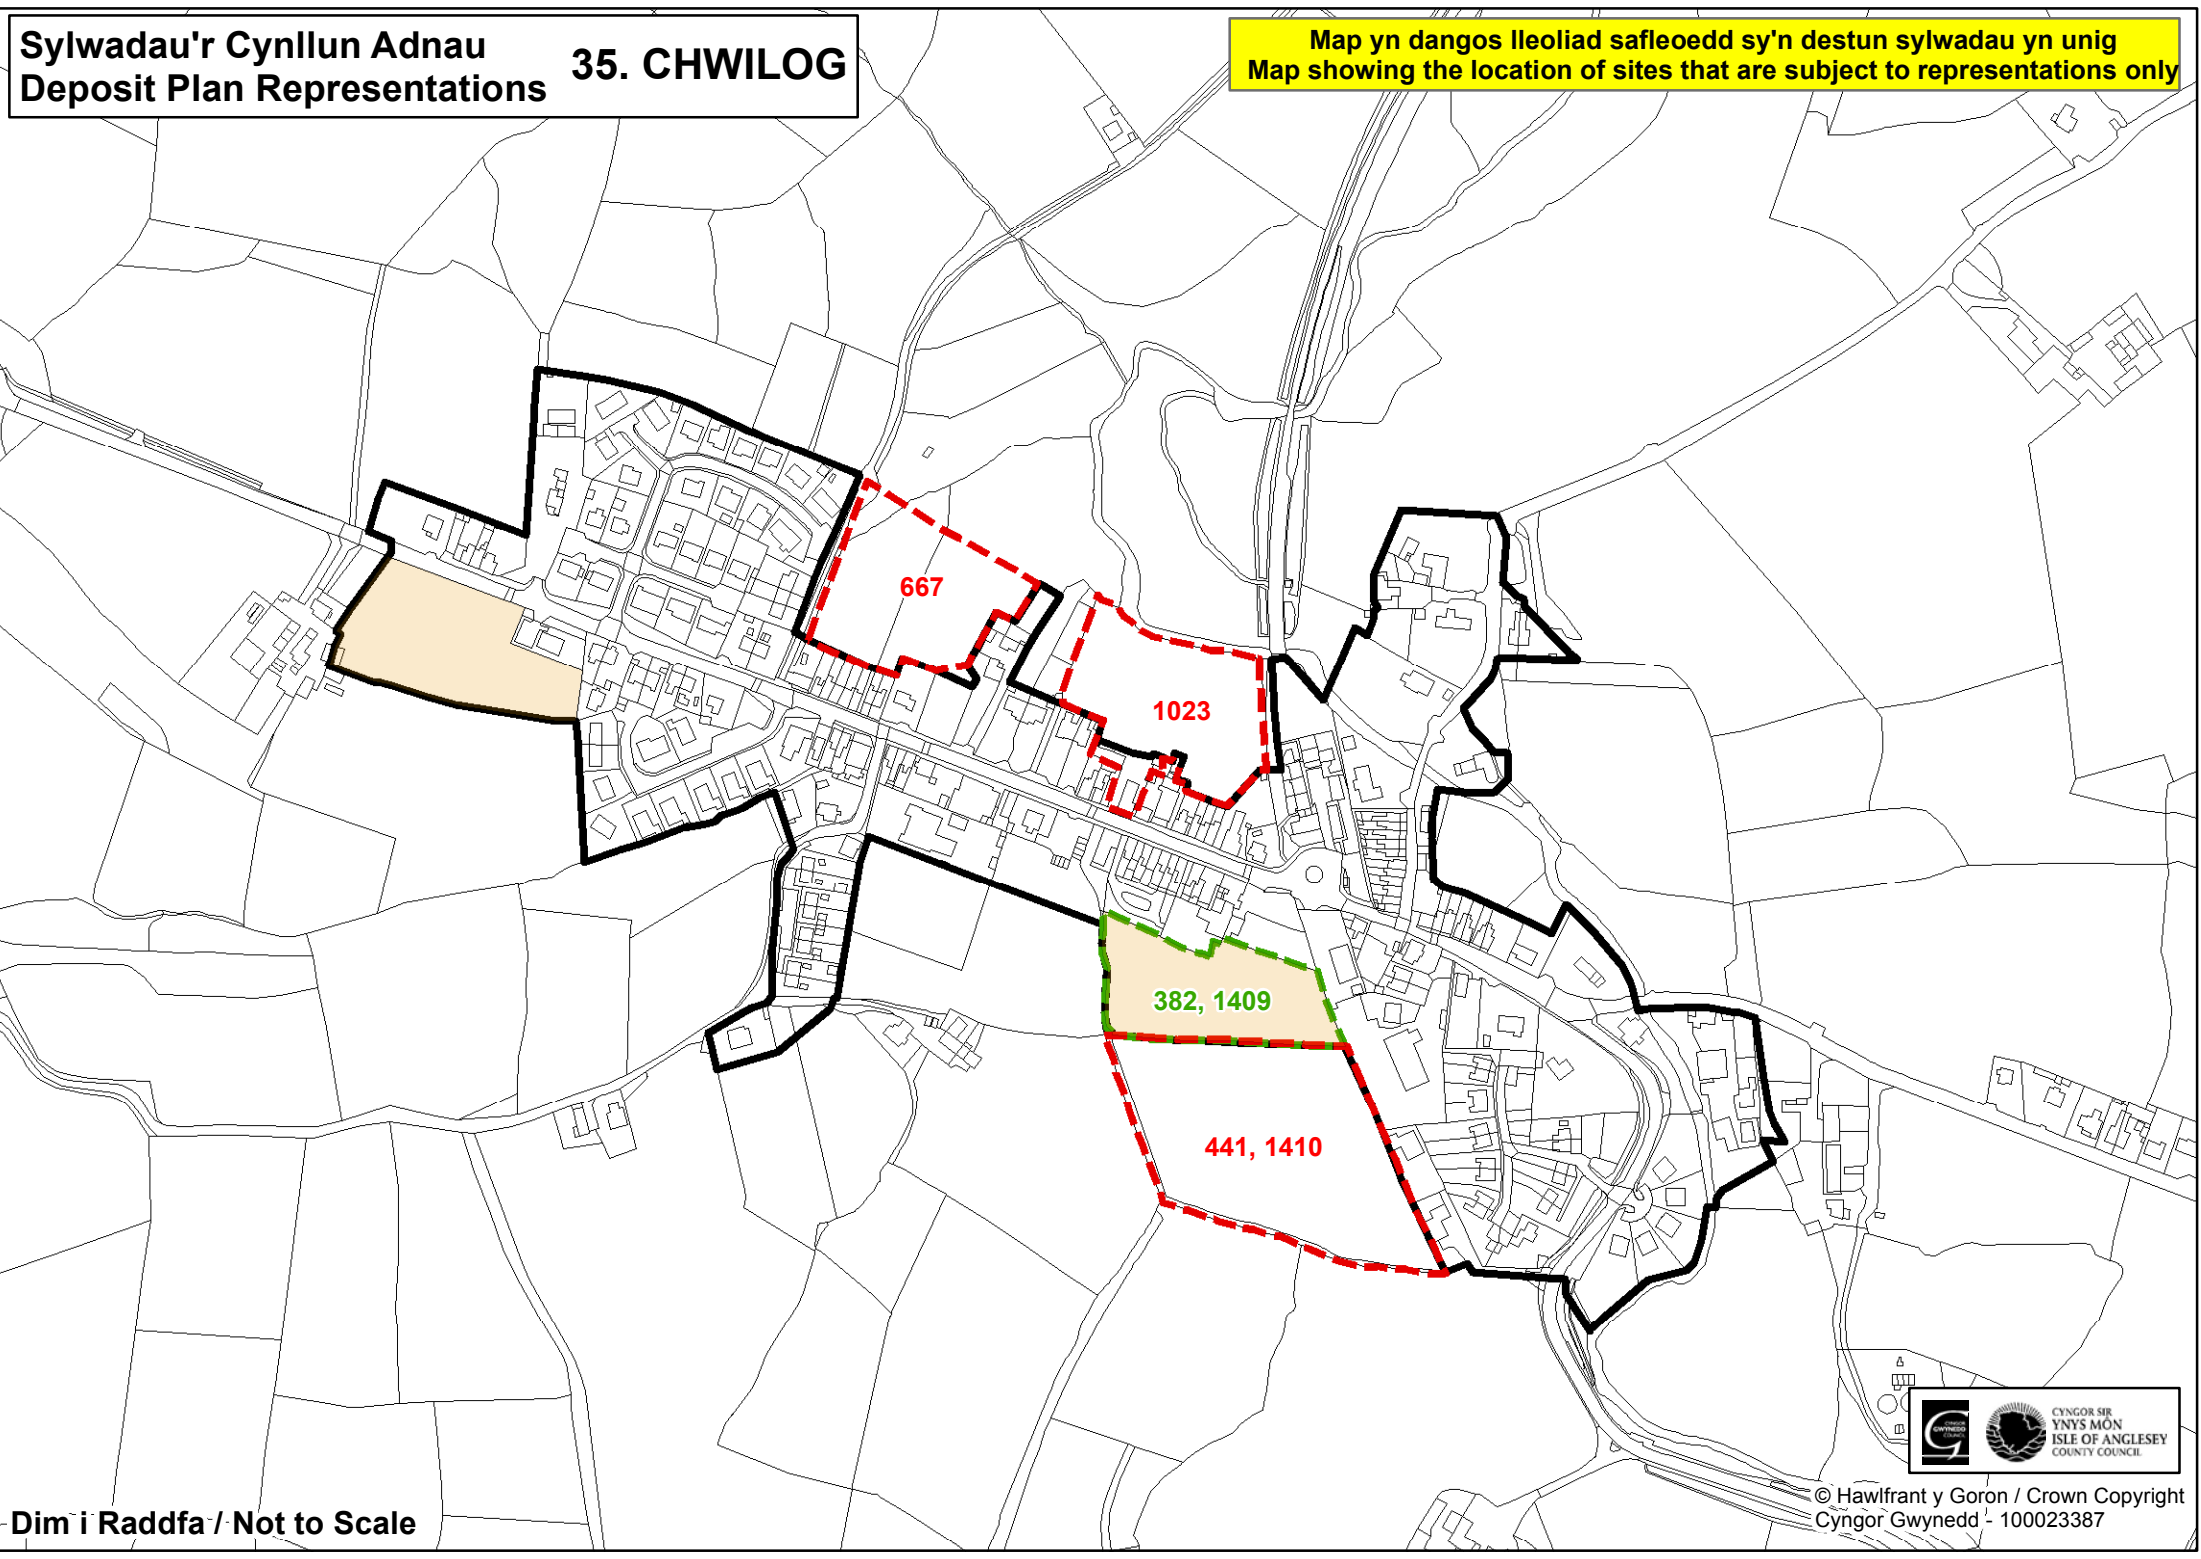 Sylwadau'r Cynllun Adnau
Deposit Plan Representations
35. CHWILOG
Map yn dangos lleoliad safleoedd sy'n destun sylwadau yn unig
Map showing the location of sites that are subject to representations only
667
1023
382, 1409
441, 1410
CYNGOR
GWYNEDD
COUNCIL
CYNGOR SIR
YNYS MÔN
ISLE OF ANGLESEY
COUNTY COUNCIL
© Hawlfrant y Goron / Crown Copyright
Cyngor Gwynedd - 100023387
Dim i Raddfa / Not to Scale